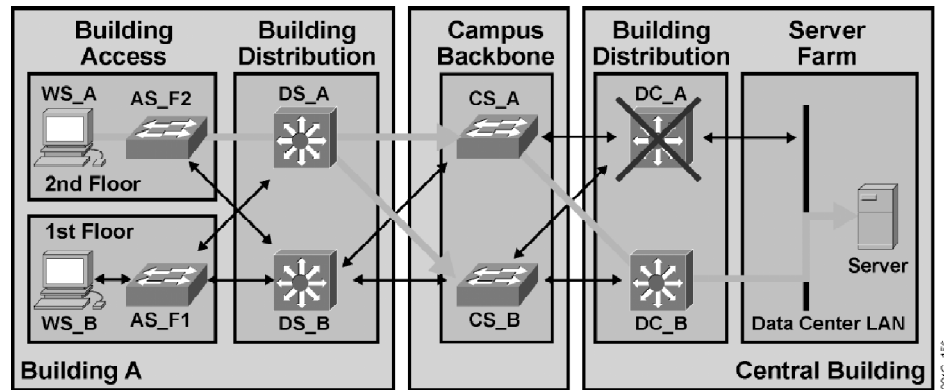 Building Access
Building Distribution
Campus Backbone
Building Distribution
Server Farm
WS_A
AS_F2
DS_A
CS_A
DC_A
2nd Floor
1st Floor
Server
WS_B
AS_F1
DS_B
CS_B
DC_B
Data Center LAN
Building A
Central Building